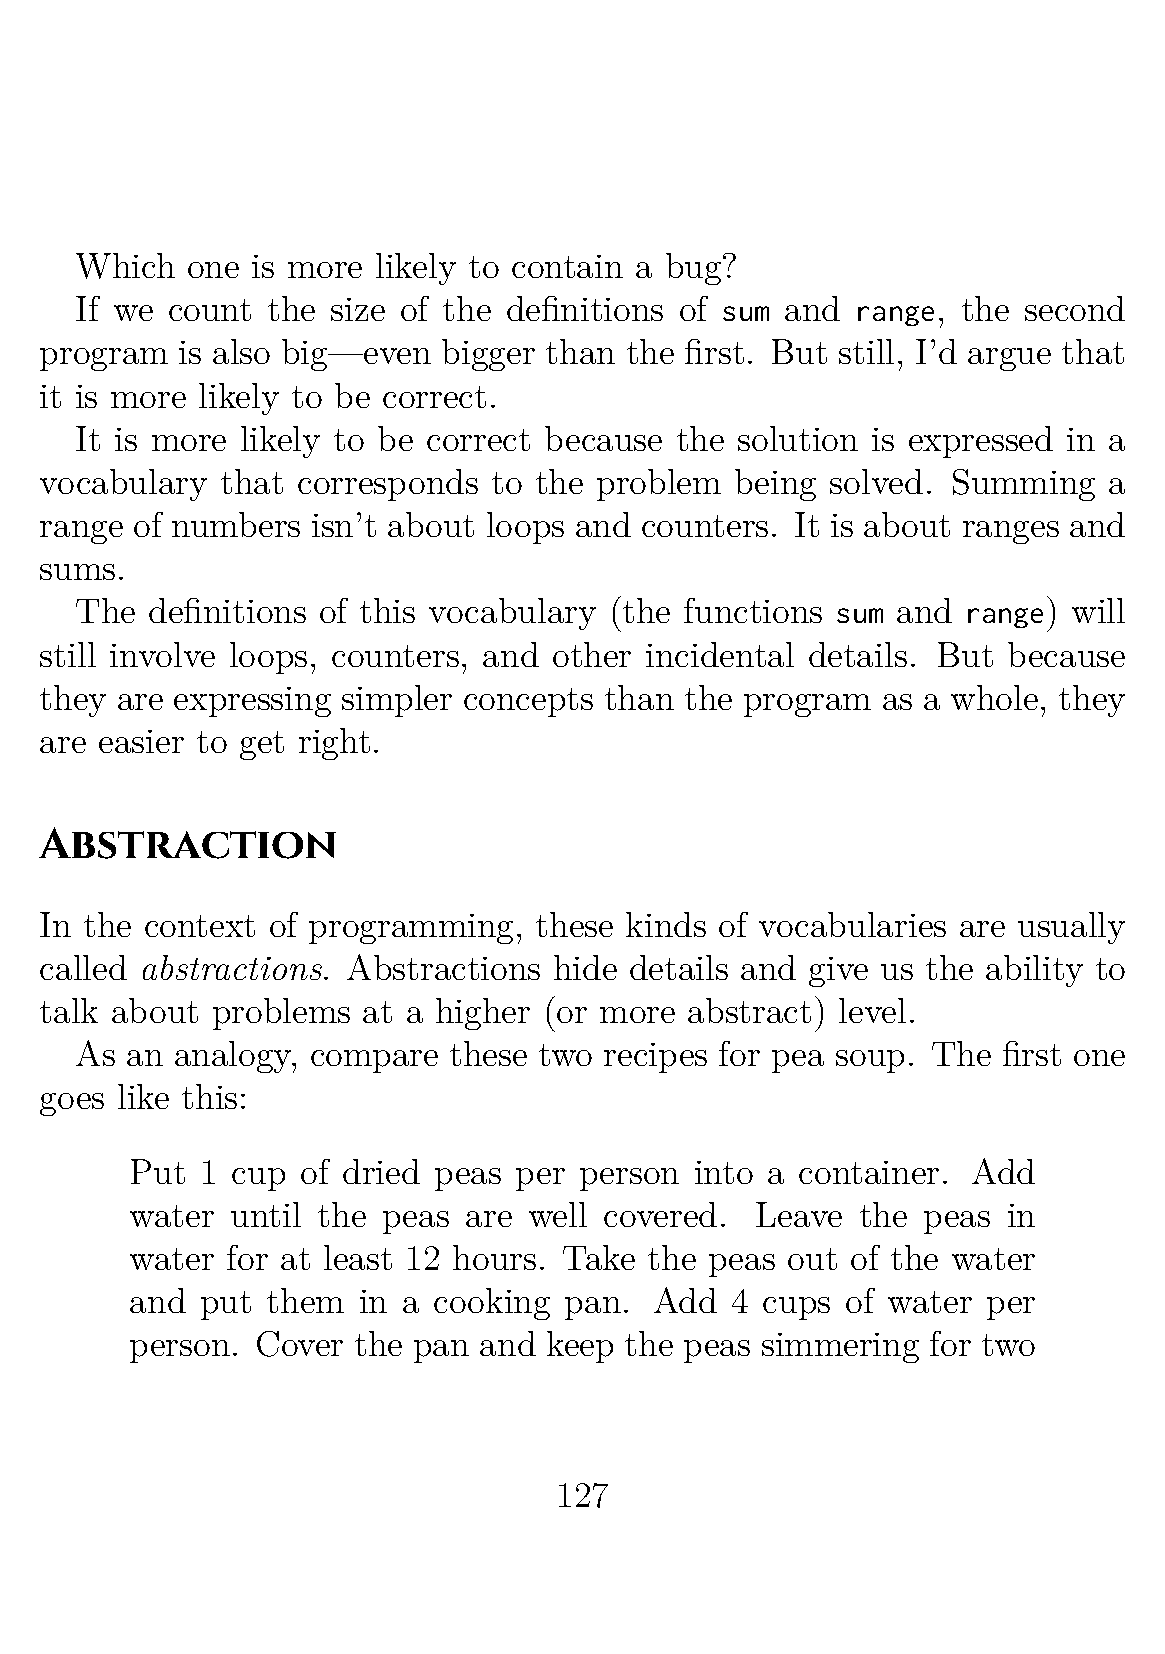 Which one is more likely to contain a bug?
If we count the size of the definitions of sum and range, the second
program is also big—even bigger than the first. But still, I'd argue that
it is more likely to be correct.
It is more likely to be correct because the solution is expressed in a
vocabulary that corresponds to the problem being solved. Summing a
range of numbers isn't about loops and counters. It is about ranges and
sums.
The definitions of this vocabulary (the functions sum and range) will
still involve loops, counters, and other incidental details. But because
they are expressing simpler concepts than the program as a whole, they
are easier to get right.
Abstraction
In the context of programming, these kinds of vocabularies are usually
called abstractions. Abstractions hide details and give us the ability to
talk about problems at a higher (or more abstract) level.
As an analogy, compare these two recipes for pea soup. The first one
goes like this:
Put 1 cup of dried peas per person into a container. Add
water until the peas are well covered. Leave the peas in
water for at least 12 hours. Take the peas out of the water
and put them in a cooking pan. Add 4 cups of water per
person. Cover the pan and keep the peas simmering for two
127